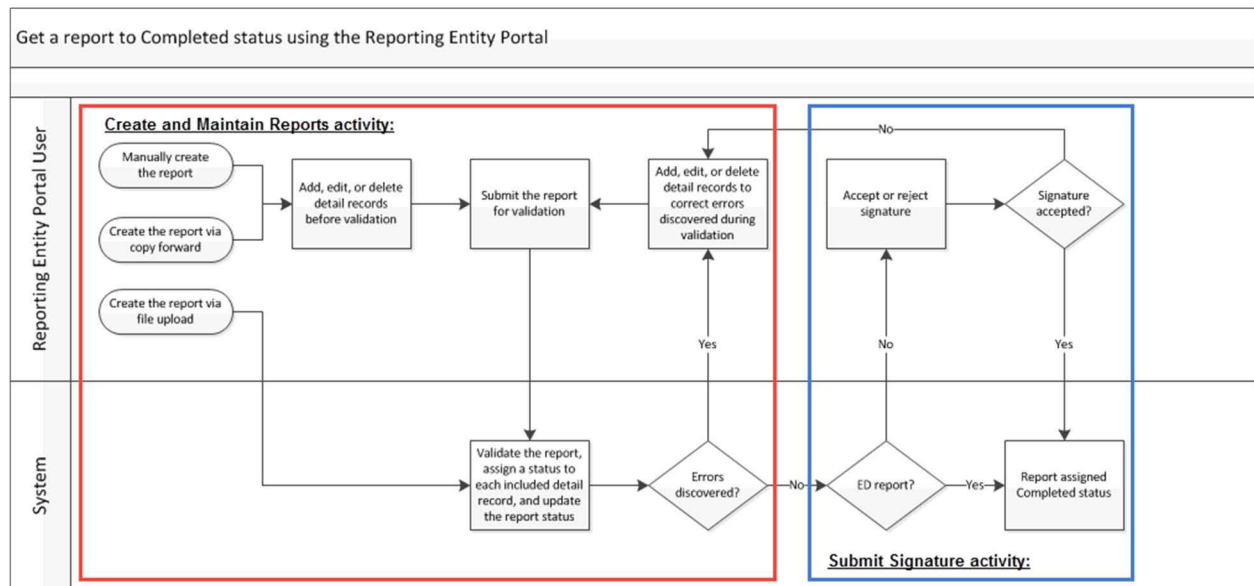 Get a report to Completed status using the Reporting Entity Portal
Reporting Entity Portal User
Create and Maintain Reports activity:
Manually create
the report
Create the report via
copy forward
Create the report via
file upload
Add, edit, or delete
detail records
before validation
Submit the report
for validation
Add, edit, or delete
detail records to
correct errors
discovered during
validation
No
Accept or reject
signature
Signature
accepted?
Yes
No
Yes
System
Validate the report,
assign a status to
each included detail
record, and update
the report status
Errors
discovered?
No
ED report?
Yes
Report assigned
Completed status
Submit Signature activity: